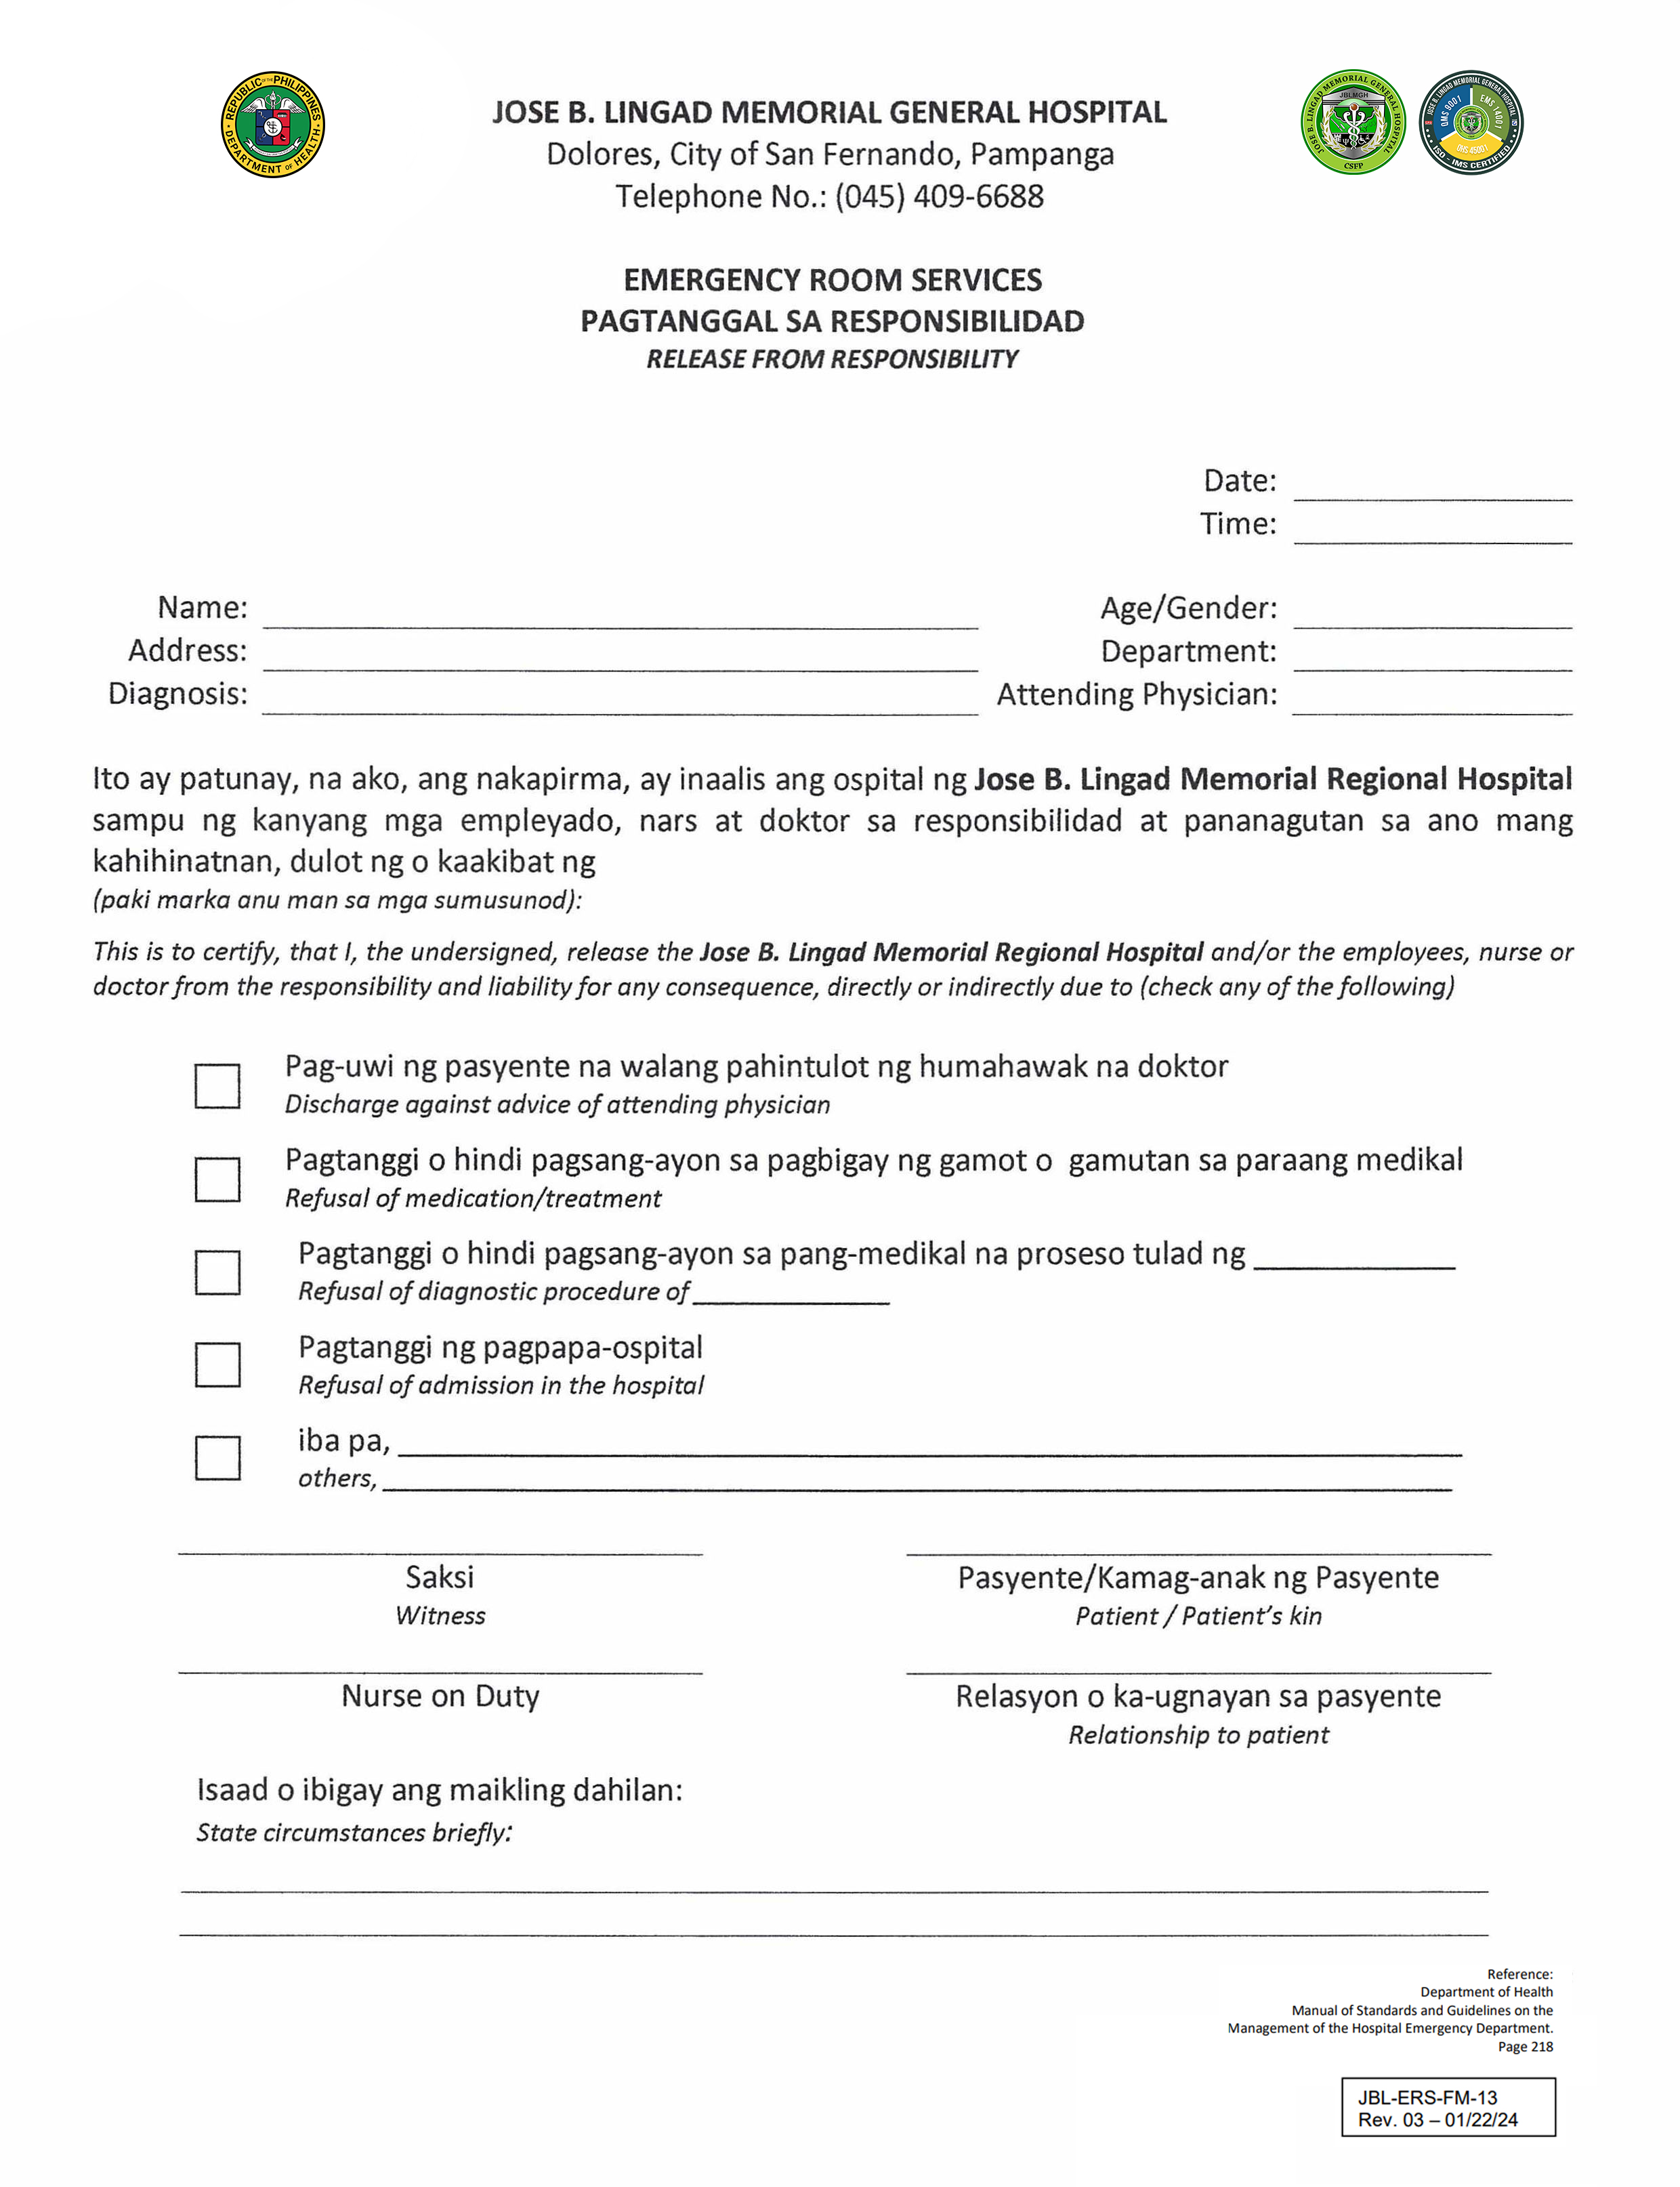 REPUBLIC OF THE PHILIPPINES
DEPARTMENT OF HEALTH
JOSE B. LINGAD MEMORIAL GENERAL HOSPITAL
JBLMGH
CSFP
JOSE B. LINGAD MEMORIAL GENERAL HOSPITAL
QMS 9001
EMS 14001
OHS 45001
ISO - IMS CERTIFIED
JOSE B. LINGAD MEMORIAL GENERAL HOSPITAL
Dolores, City of San Fernando, Pampanga
Telephone No.: (045) 409-6688
EMERGENCY ROOM SERVICES
PAGTANGGAL SA RESPONSIBILIDAD
RELEASE FROM RESPONSIBILITY
Date:
Time:
Name:
Age/Gender:
Address:
Department:
Diagnosis:
Attending Physician:
Ito ay patunay, na ako, ang nakapirma, ay inaalis ang ospital ng Jose B. Lingad Memorial Regional Hospital
sampu ng kanyang mga empleyado, nars at doktor sa responsibilidad at pananagutan sa ano mang
kahihinatnan, dulot ng o kaakibat ng
(paki marka anu man sa mga sumusunod):
This is to certify, that I, the undersigned, release the Jose B. Lingad Memorial Regional Hospital and/or the employees, nurse or
doctor from the responsibility and liability for any consequence, directly or indirectly due to (check any of the following)
Pag-uwi ng pasyente na walang pahintulot ng humahawak na doktor
Discharge against advice of attending physician
Pagtanggi o hindi pagsang-ayon sa pagbigay ng gamot o gamutan sa paraang medikal
Refusal of medication/treatment
Pagtanggi o hindi pagsang-ayon sa pang-medikal na proseso tulad ng
Refusal of diagnostic procedure of
Pagtanggi ng pagpapa-ospital
Refusal of admission in the hospital
iba pa,
others,
Saksi
Witness
Pasyente/Kamag-anak ng Pasyente
Patient / Patient's kin
Nurse on Duty
Relasyon o ka-ugnayan sa pasyente
Relationship to patient
Isaad o ibigay ang maikling dahilan:
State circumstances briefly:
Reference:
Department of Health
Manual of Standards and Guidelines on the
Management of the Hospital Emergency Department.
Page 218
JBL-ERS-FM-13
Rev. 03 – 01/22/24